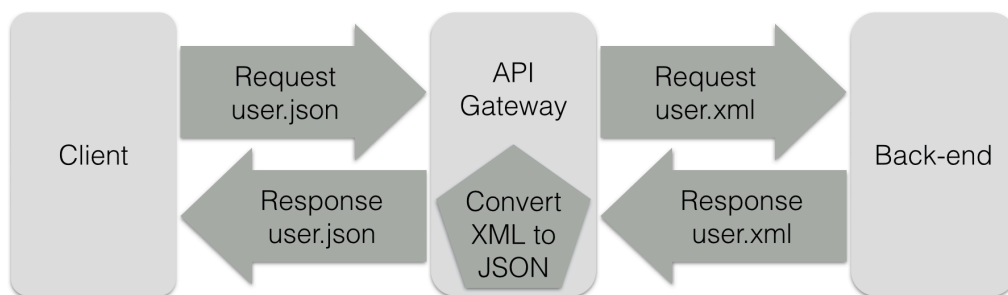 Client
Request
user.json
Response
user.json
API
Gateway
Convert
XML to
JSON
Request
user.xml
Response
user.xml
Back-end